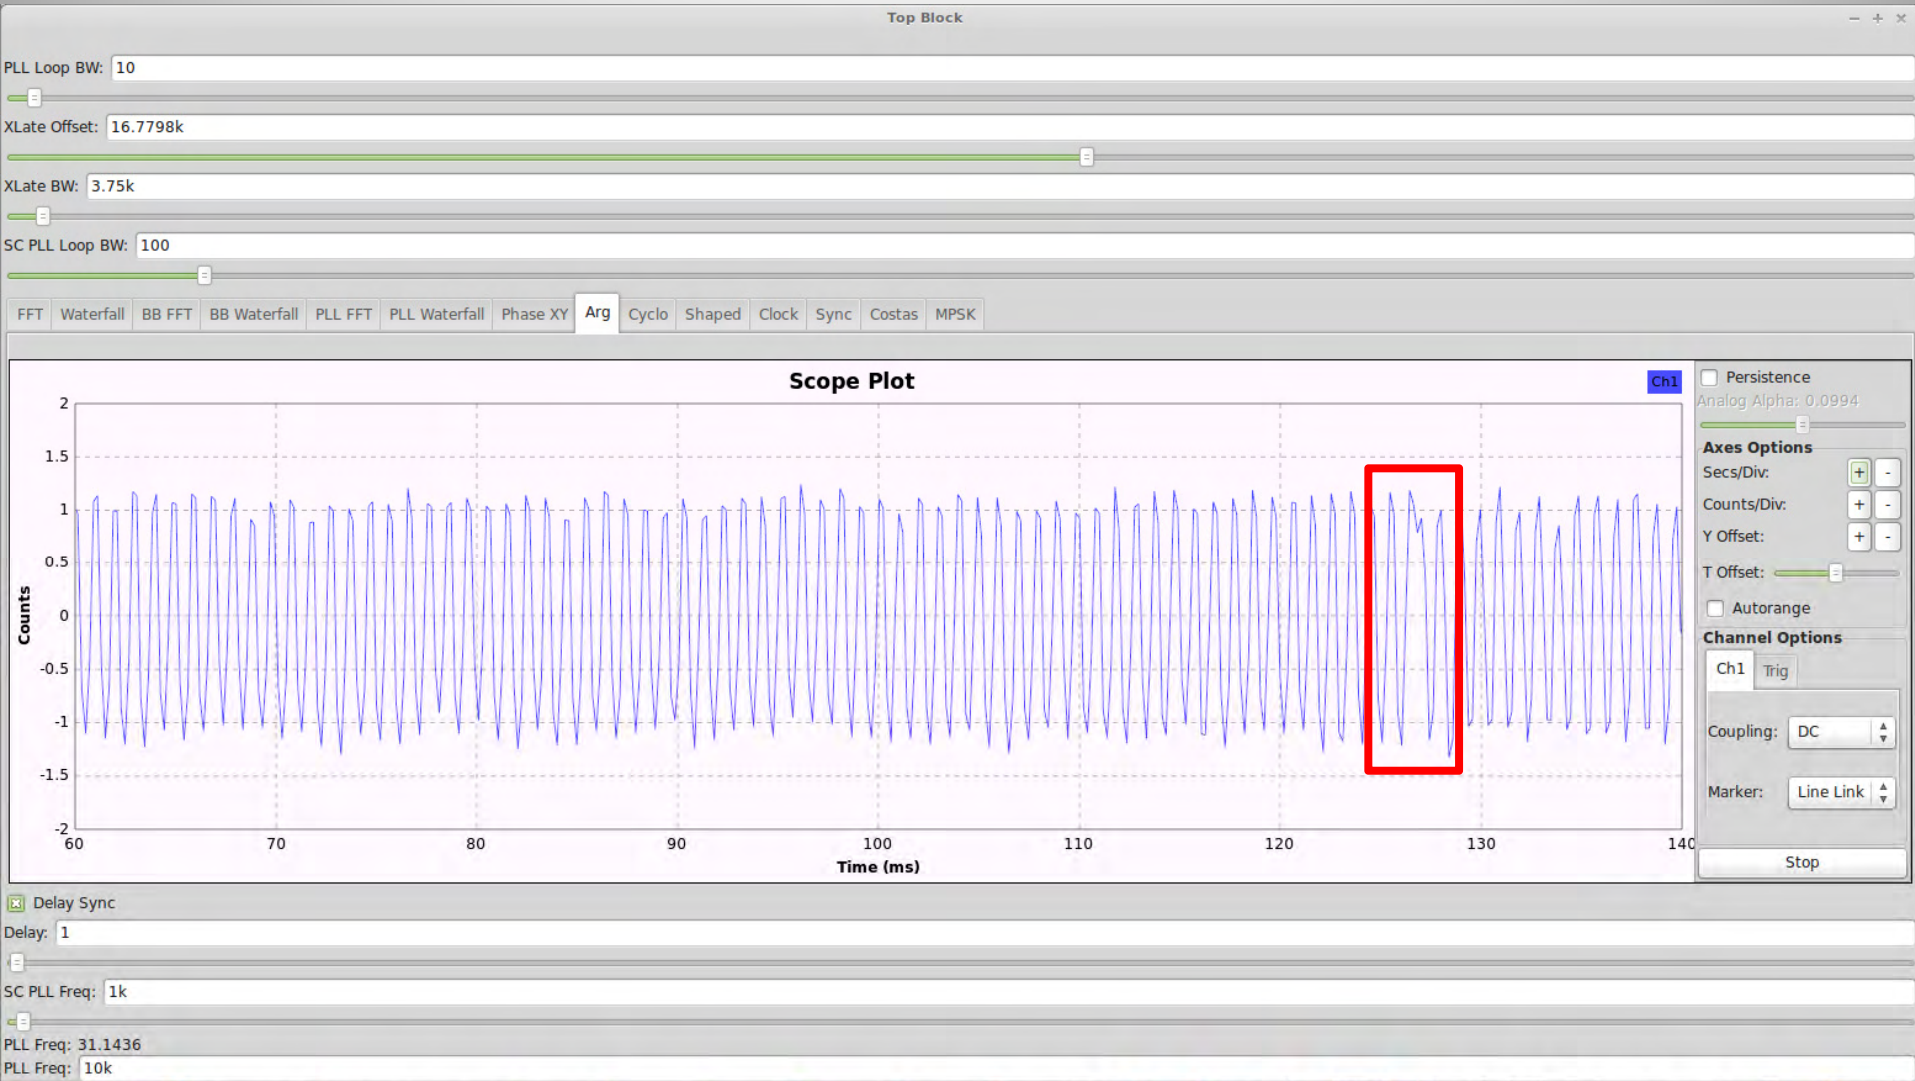 Top Block
PLL Loop BW: 10
XLate Offset: 16.7798k
XLate BW: 3.75k
SC PLL Loop BW: 100
FFT Waterfall BB FFT BB Waterfall PLL FFT PLL Waterfall Phase XY Arg Cyclo Shaped Clock Sync Costas MPSK
Scope Plot
Ch1
2
1.5
1
0.5
0
-0.5
-1
-1.5
-2
Counts
60 70 80 90 100 110 120 130 140
Time (ms)
Persistence
Analog Alpha: 0.0994
Axes Options
Secs/Div: + -
Counts/Div: + -
Y Offset: + -
T Offset:
Autorange
Channel Options
Ch1 Trig
Coupling: DC
Marker: Line Link
Stop
Delay Sync
Delay: 1
SC PLL Freq: 1k
PLL Freq: 31.1436
PLL Freq: 10k